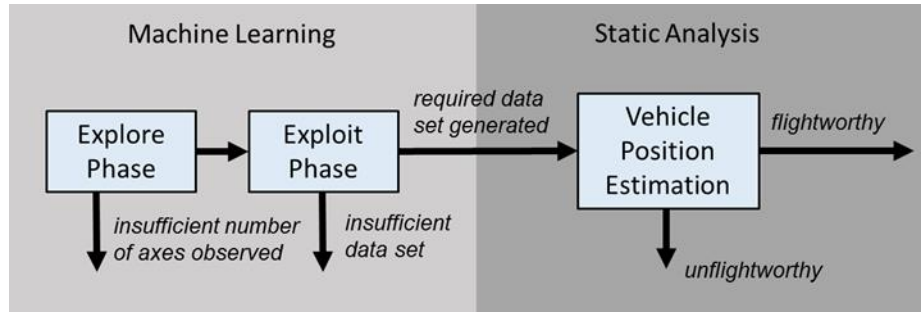 Machine Learning
Static Analysis
Explore
Phase
Exploit
Phase
required data
set generated
Vehicle
Position
Estimation
flightworthy
insufficient number
of axes observed
insufficient
data set
unflightworthy